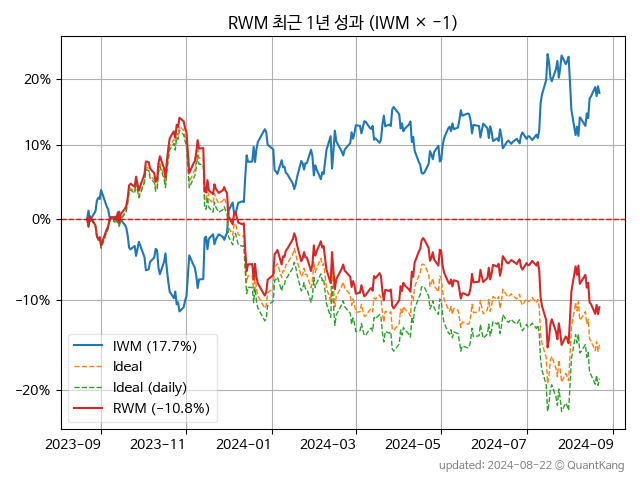 RWM 최근 1년 성과 (IWM × −1)
20%
10%
0%
−10%
−20%
IWM (17.7%)
Ideal
Ideal (daily)
RWM (−10.8%)
2023−09
2023−11
2024−01
2024−03
2024−05
2024−07
2024−09
updated: 2024-08-22 © QuantKang